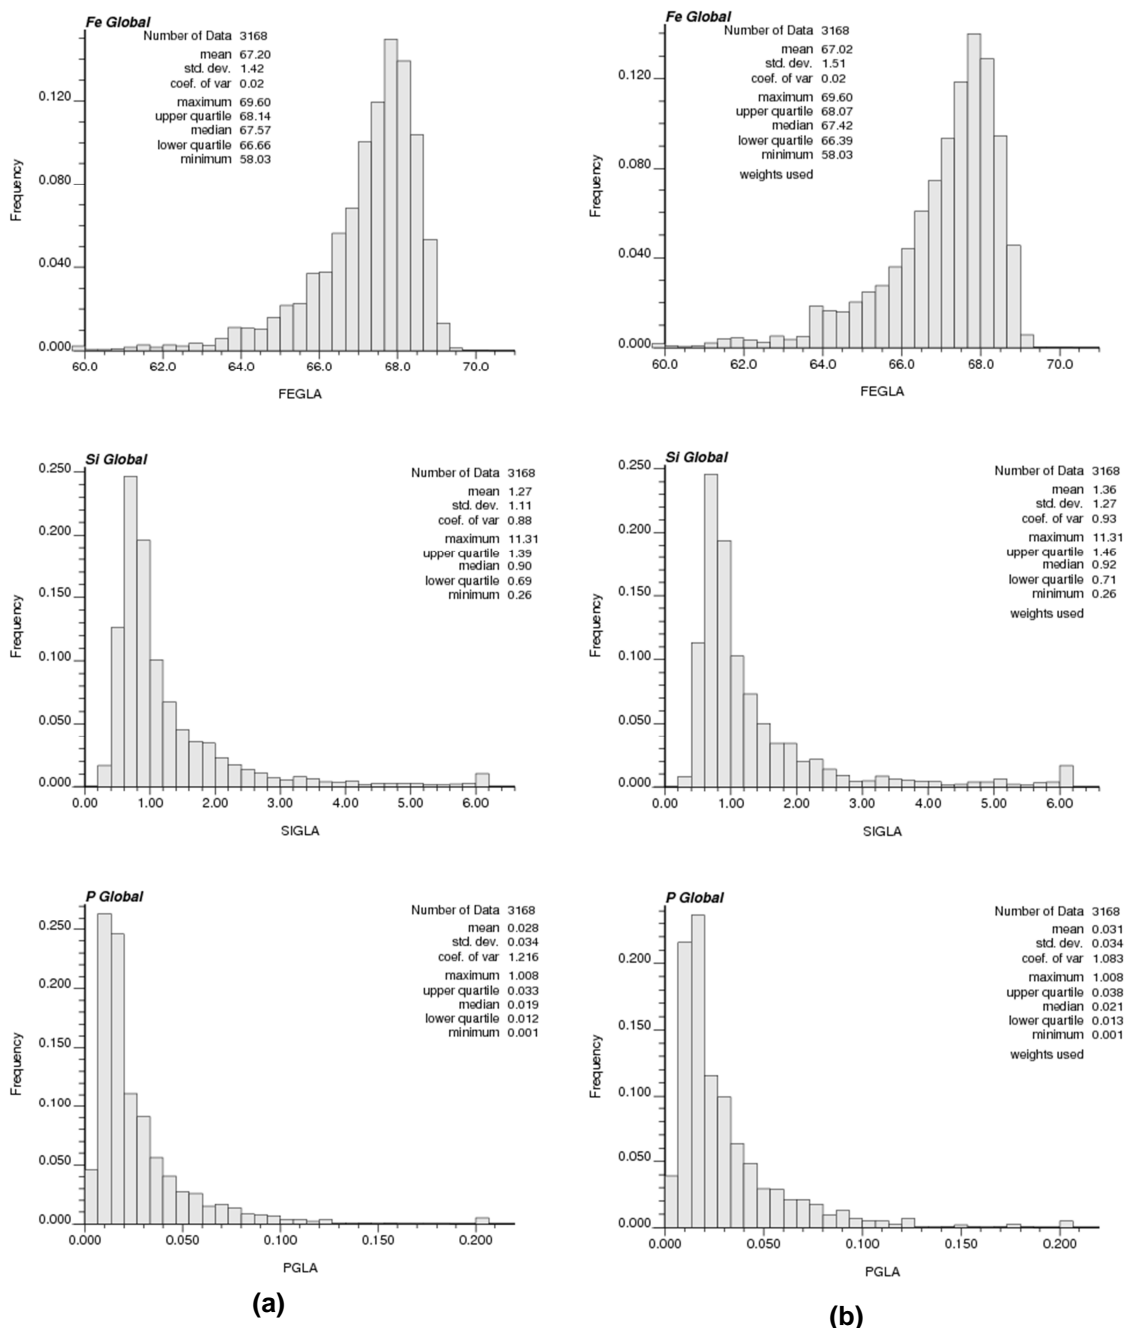 Fe Global
Number of Data 3168
mean 67.20
std. dev. 1.42
coef. of var 0.02
maximum 69.60
upper quartile 68.14
median 67.57
lower quartile 66.66
minimum 58.03
Frequency
0.120
0.080
0.040
0.000
60.0 62.0 64.0 66.0 68.0 70.0
FEGLA
Fe Global
Number of Data 3168
mean 67.02
std. dev. 1.51
coef. of var 0.02
maximum 69.60
upper quartile 68.07
median 67.42
lower quartile 66.39
minimum 58.03
weights used
Frequency
0.120
0.080
0.040
0.000
60.0 62.0 64.0 66.0 68.0 70.0
FEGLA
Si Global
Number of Data 3168
mean 1.27
std. dev. 1.11
coef. of var 0.88
maximum 11.31
upper quartile 1.39
median 0.90
lower quartile 0.69
minimum 0.26
Frequency
0.250
0.200
0.150
0.100
0.050
0.000
0.00 1.00 2.00 3.00 4.00 5.00 6.00
SIGLA
Si Global
Number of Data 3168
mean 1.36
std. dev. 1.27
coef. of var 0.93
maximum 11.31
upper quartile 1.46
median 0.92
lower quartile 0.71
minimum 0.26
weights used
Frequency
0.250
0.200
0.150
0.100
0.050
0.000
0.00 1.00 2.00 3.00 4.00 5.00 6.00
SIGLA
P Global
Number of Data 3168
mean 0.028
std. dev. 0.034
coef. of var 1.216
maximum 1.008
upper quartile 0.033
median 0.019
lower quartile 0.012
minimum 0.001
Frequency
0.250
0.200
0.150
0.100
0.050
0.000
0.000 0.050 0.100 0.150 0.200
PGLA
(a)
P Global
Number of Data 3168
mean 0.031
std. dev. 0.034
coef. of var 1.083
maximum 1.008
upper quartile 0.038
median 0.021
lower quartile 0.013
minimum 0.001
weights used
Frequency
0.200
0.150
0.100
0.050
0.000
0.000 0.050 0.100 0.150 0.200
PGLA
(b)